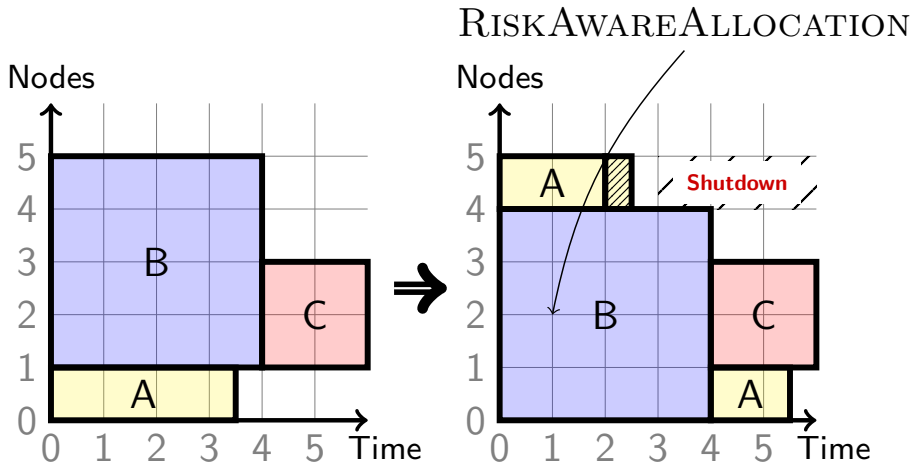 RISKAWAREALLOCATION
Nodes
5
4
3
2
1
0
0 1 2 3 4 5 Time
B
C
A
Nodes
5
4
3
2
1
0
0 1 2 3 4 5 Time
A
Shutdown
B
C
A